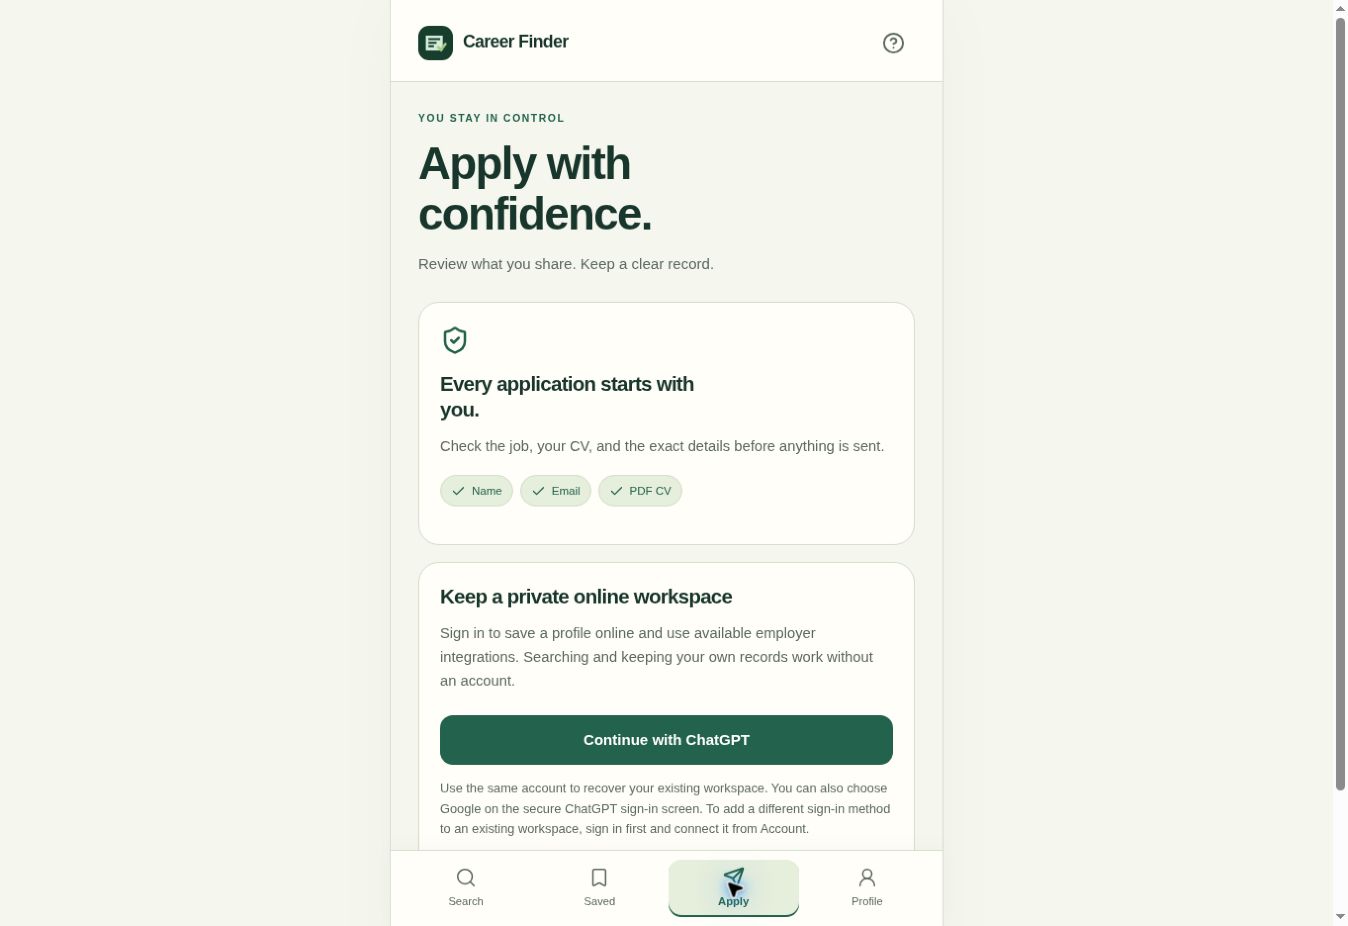 Career Finder
YOU STAY IN CONTROL
Apply with
confidence.
Review what you share. Keep a clear record.
Every application starts with
you.
Check the job, your CV, and the exact details before anything is sent.
Name
Email
PDF CV
Keep a private online workspace
Sign in to save a profile online and use available employer
integrations. Searching and keeping your own records work without
an account.
Continue with ChatGPT
Use the same account to recover your existing workspace. You can also choose
Google on the secure ChatGPT sign-in screen. To add a different sign-in method
to an existing workspace, sign in first and connect it from Account.
Search
Saved
Apply
Profile